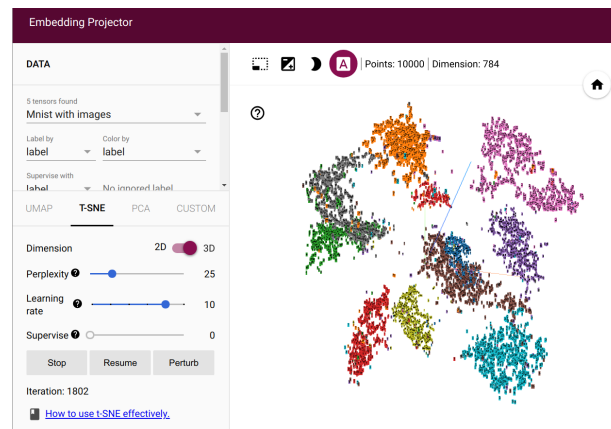 Embedding Projector
DATA
5 tensors found
Mnist with images
Label by
label
Color by
label
Supervise with
label
No ignored label
UMAP
T-SNE
PCA
CUSTOM
Dimension
2D
3D
Perplexity ?
25
Learning
rate
?
10
Supervise ?
0
Stop
Resume
Perturb
Iteration: 1802
How to use t-SNE effectively.
A
Points: 10000 | Dimension: 784
?